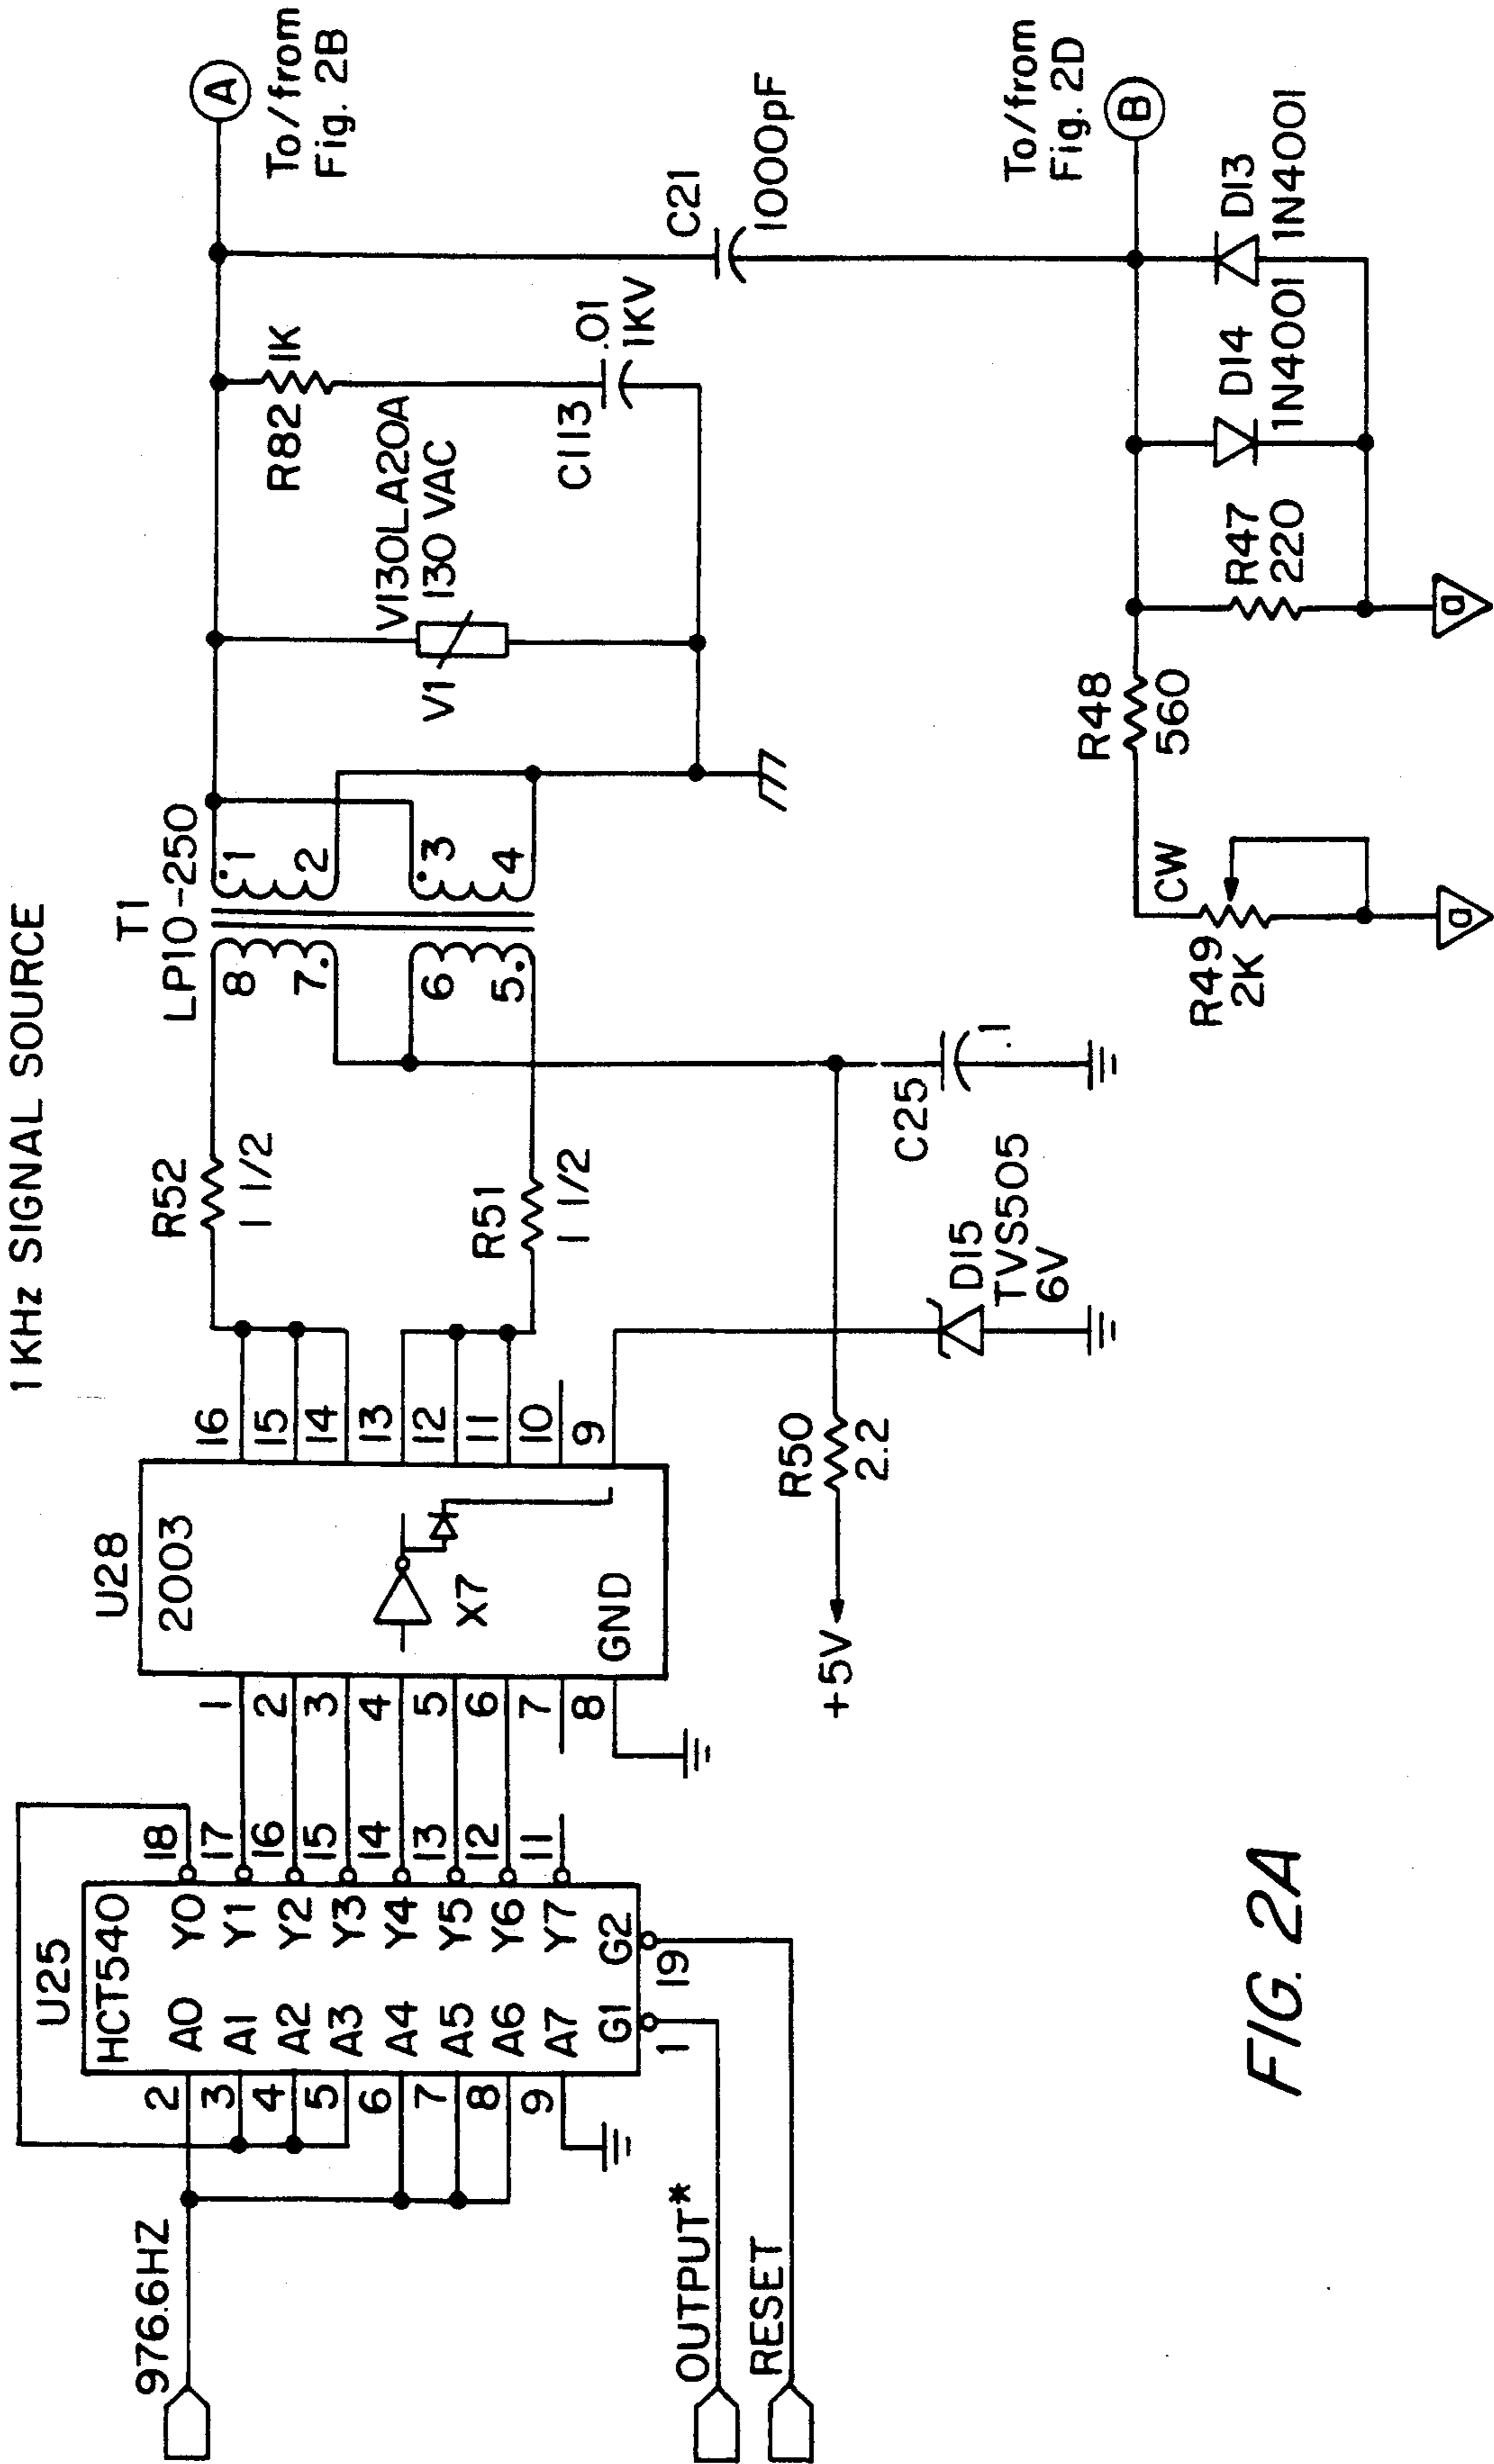 1KHz SIGNAL SOURCE
976.6HZ
OUTPUT*
RESET
U25
HCT540
A0 Y0
A1 Y1
A2 Y2
A3 Y3
A4 Y4
A5 Y5
A6 Y6
A7 Y7
G1 G2
2
3
4
5
6
7
8
9
1
19
18
17
16
15
14
13
12
11
U28
2003
X7
GND
1
2
3
4
5
6
7
8
16
15
14
13
12
11
10
9
R52
1 1/2
R51
1 1/2
T1
LP10-250
8
7
6
5
1
2
3
4
+5V
R50
2.2
D15
TVS505
6V
C25
.1
V1
V130LA20A
130 VAC
R82
1K
C113
.01
1KV
A
To/from
Fig. 2B
C21
1000pF
To/from
Fig. 2D
B
R49
2K
CW
R48
560
R47
220
D14
1N4001
D13
1N4001
a
a
FIG. 2A